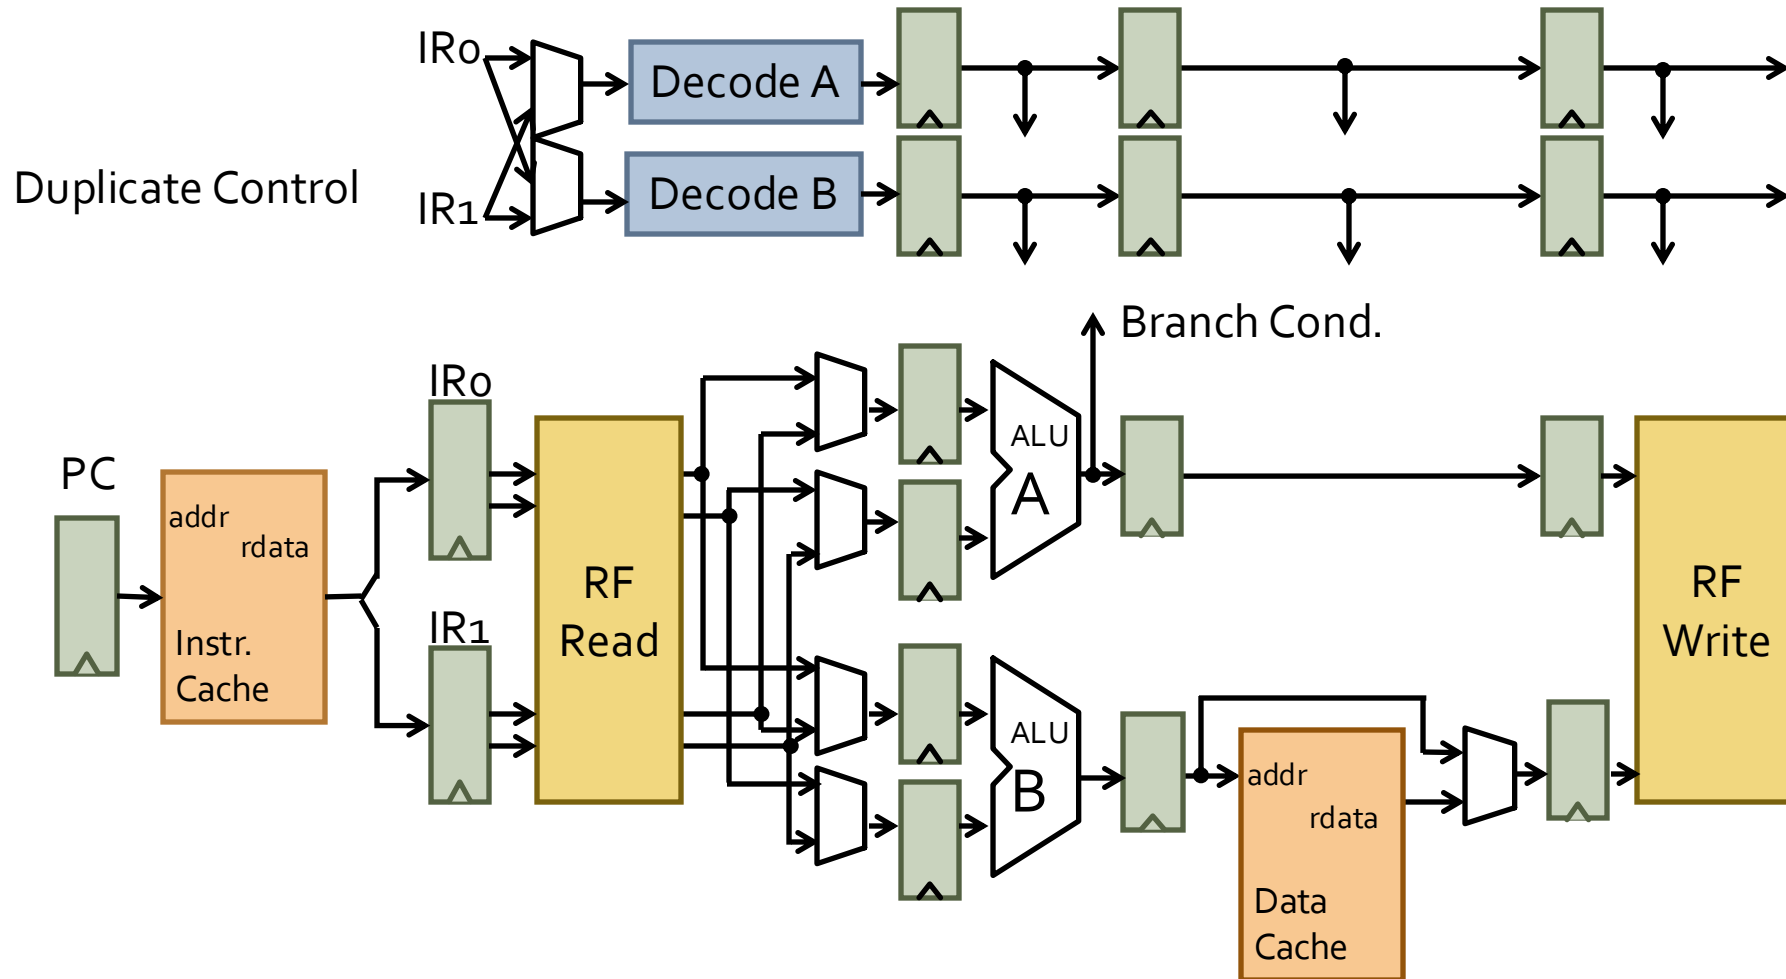 IR0
Decode A
Duplicate Control
IR1
Decode B
Branch Cond.
IR0
PC
addr
rdata
Instr.
Cache
IR1
RF
Read
ALU
A
ALU
B
addr
rdata
Data
Cache
RF
Write